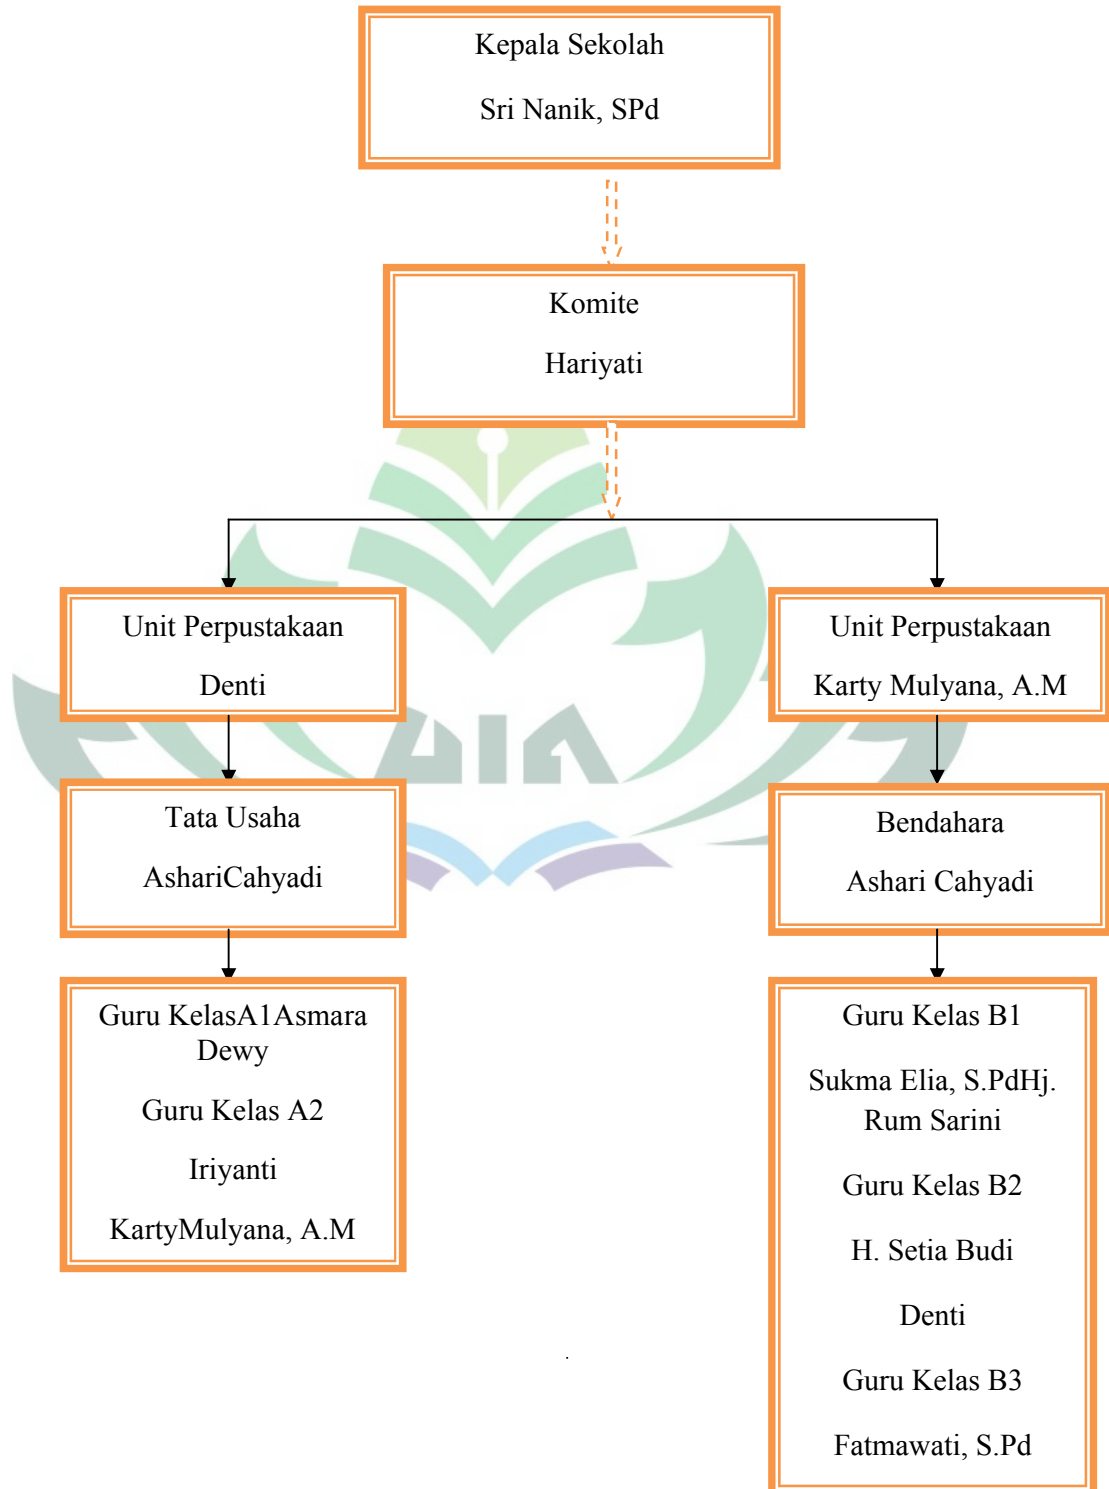 Kepala Sekolah
Sri Nanik, SPd
Komite
Hariyati
Unit Perpustakaan
Denti
Unit Perpustakaan
Karty Mulyana, A.M
Tata Usaha
AshariCahyadi
Bendahara
Ashari Cahyadi
Guru KelasA1Asmara
Dewy
Guru Kelas A2
Iriyanti
KartyMulyana, A.M
Guru Kelas B1
Sukma Elia, S.PdHj.
Rum Sarini
Guru Kelas B2
H. Setia Budi
Denti
Guru Kelas B3
Fatmawati, S.Pd